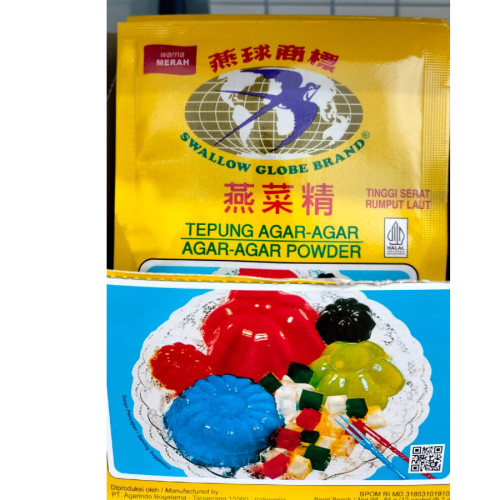 warna
MERAH
燕球商標
SWALLOW GLOBE BRAND®
燕菜精
TINGGI SERAT
RUMPUT LAUT
TEPUNG AGAR-AGAR
AGAR-AGAR POWDER
HALAL
Diproduksi oleh / Manufactured by
PT. Agarindo Bogatama - Tangerang 15560 - Indonesia
BPOM RI MD